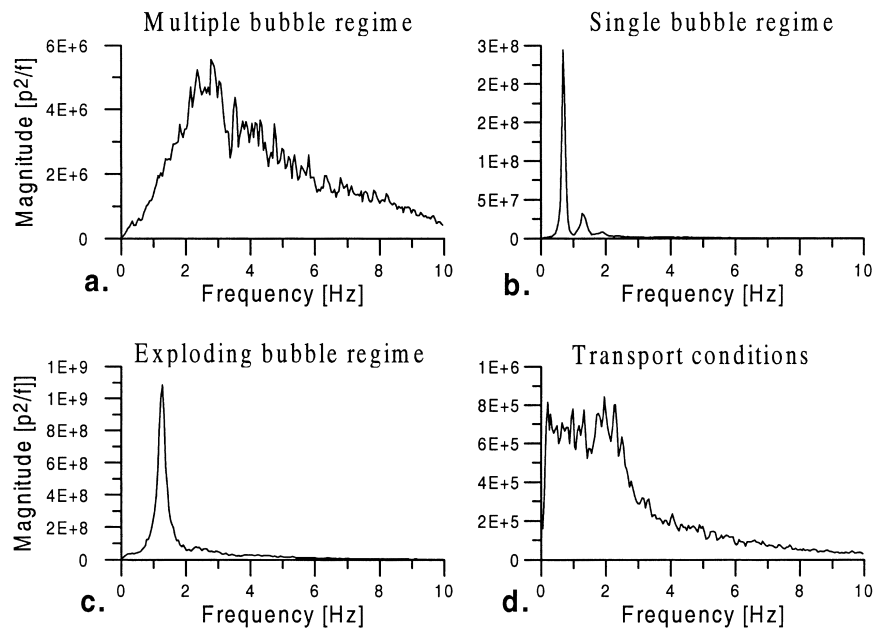 Multiple bubble regime
Magnitude [p2/f]
6E+6
4E+6
2E+6
0
0 2 4 6 8 10
a.
Frequency [Hz]
Single bubble regime
3E+8
2E+8
2E+8
1E+8
5E+7
0
0 2 4 6 8 10
b.
Frequency [Hz]
Exploding bubble regime
Magnitude [p2/f]]
1E+9
1E+9
8E+8
6E+8
4E+8
2E+8
0
0 2 4 6 8 10
c.
Frequency [Hz]
Transport conditions
1E+6
8E+5
6E+5
4E+5
2E+5
0
0 2 4 6 8 10
d.
Frequency [Hz]